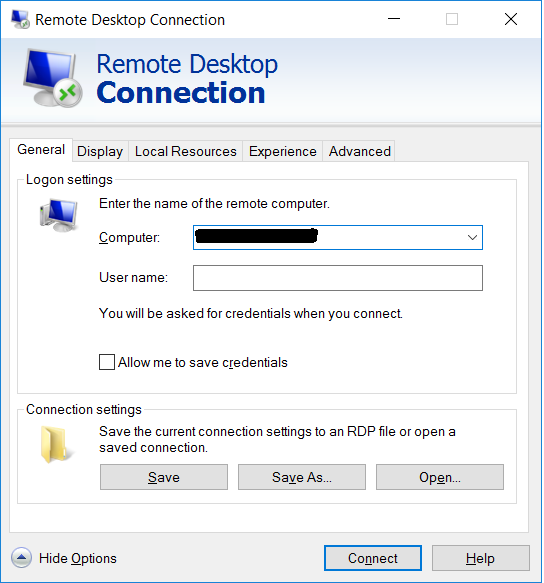 Remote Desktop Connection
Remote Desktop
Connection
General Display Local Resources Experience Advanced
Logon settings
Enter the name of the remote computer.
Computer:
User name:
You will be asked for credentials when you connect.
Allow me to save credentials
Connection settings
Save the current connection settings to an RDP file or open a
saved connection.
Save Save As... Open...
Hide Options Connect Help